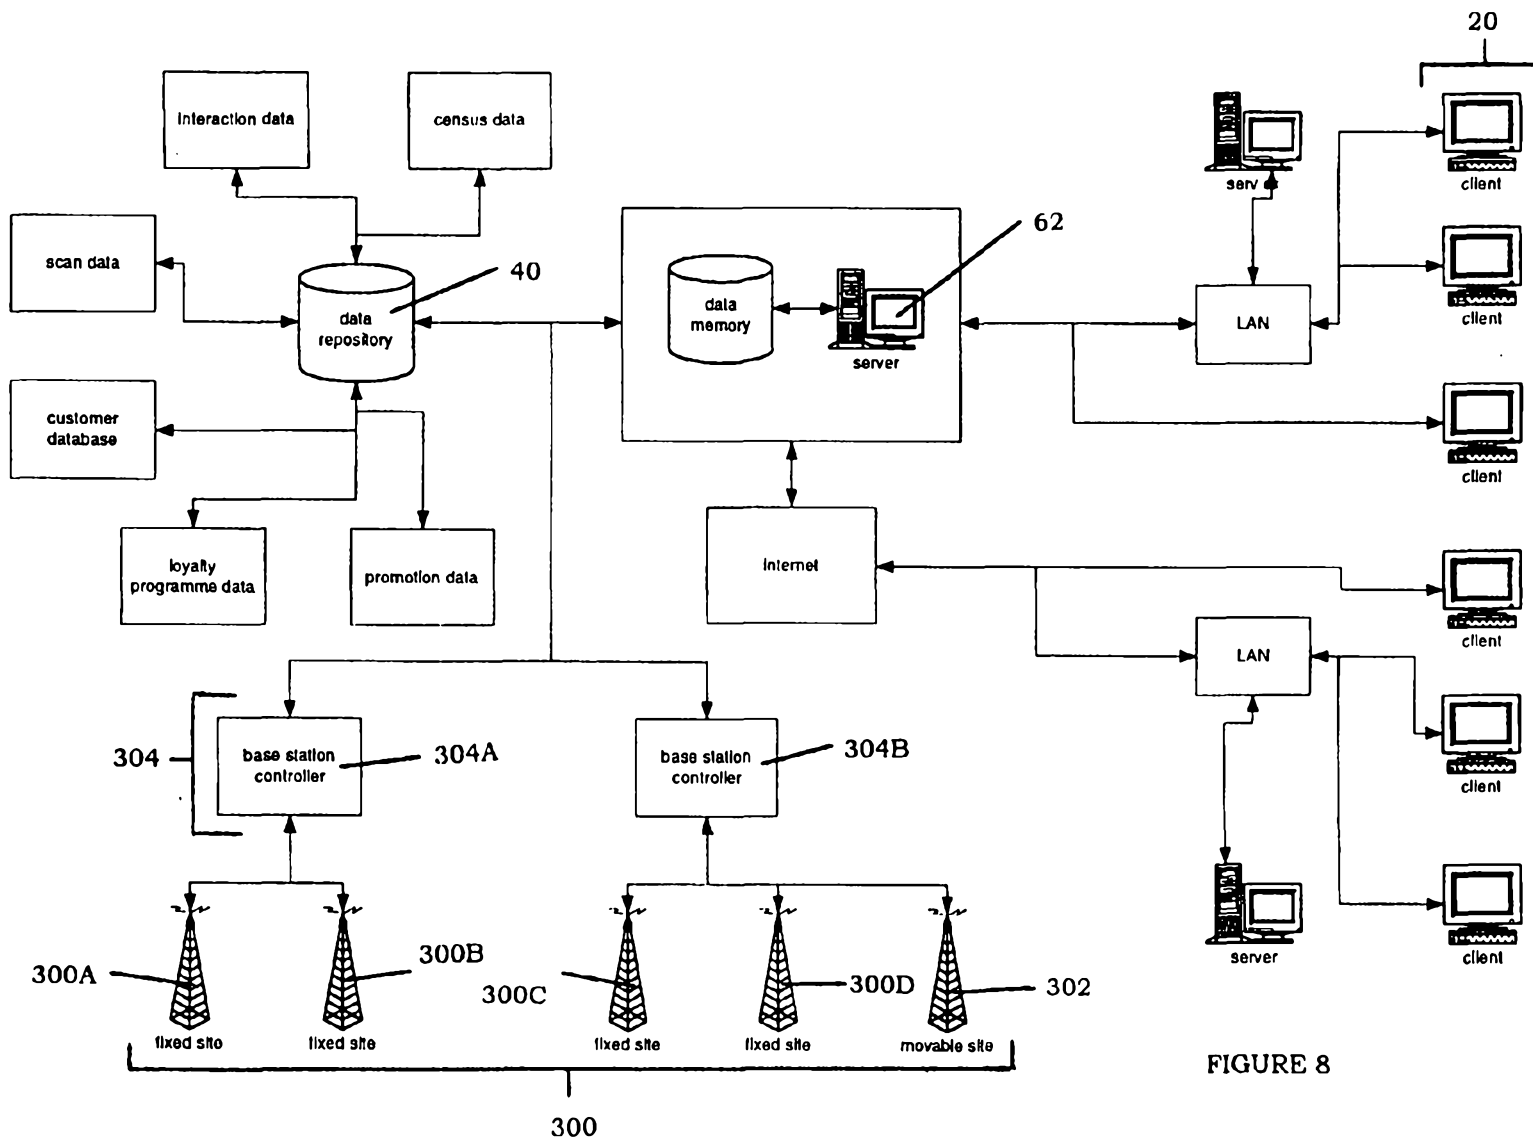 20
interaction data
census data
server
client
scan data
62
40
data
repository
data
memory
server
LAN
client
customer
database
client
loyalty
programme data
promotion data
Internet
client
LAN
304
base station
controller
304A
base station
controller
304B
client
300A
300B
300C
300D
302
server
client
fixed site
fixed site
fixed site
fixed site
movable site
300
FIGURE 8